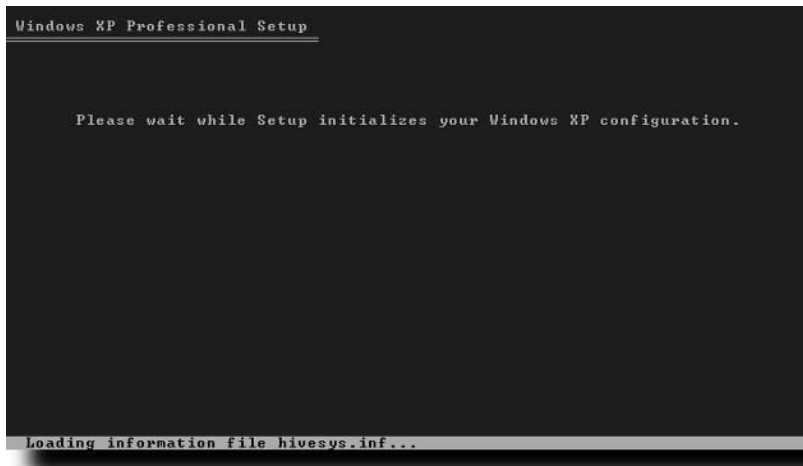 Windows XP Professional Setup
Please wait while Setup initializes your Windows XP configuration.
Loading information file hivesys.inf...